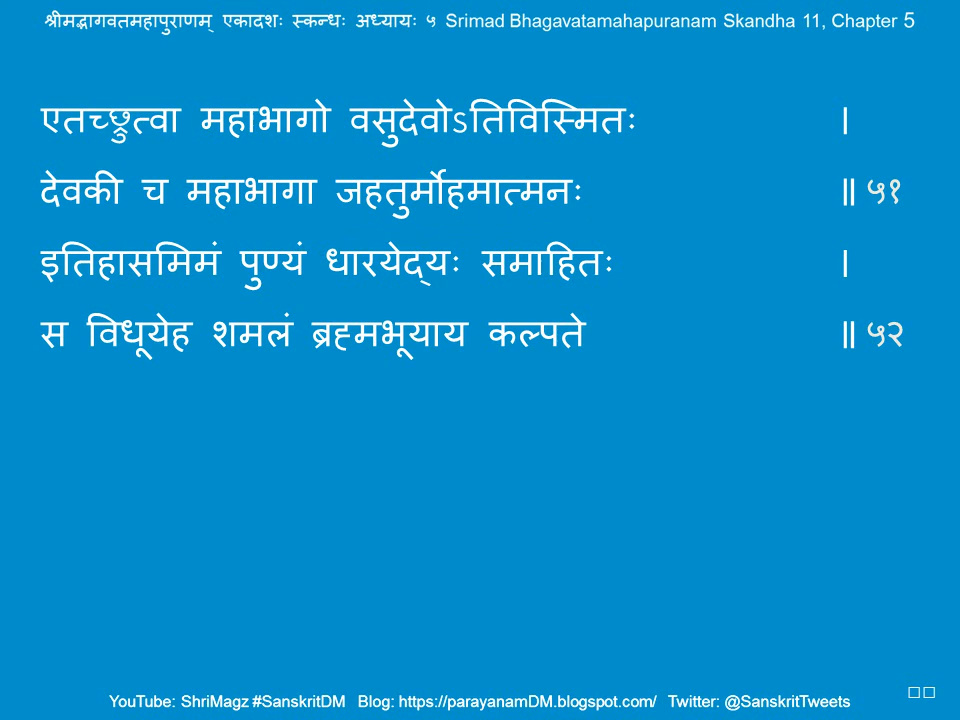 श्रीमद्भागवतमहापुराणम् एकादशः स्कन्धः अध्यायः ५ Srimad Bhagavatamahapuranam Skandha 11, Chapter 5
एतच्छ्रुत्वा महाभागो वसुदेवोऽतिविस्मितः ।
देवकी च महाभागा जहतुर्मोहमात्मनः ॥ ५१
इतिहासमिमं पुण्यं धारयेद्यः समाहितः ।
स विधूयेह शमलं ब्रह्मभूयाय कल्पते ॥ ५२
YouTube: ShriMagz #SanskritDM Blog: https://parayanamDM.blogspot.com/ Twitter: @SanskritTweets